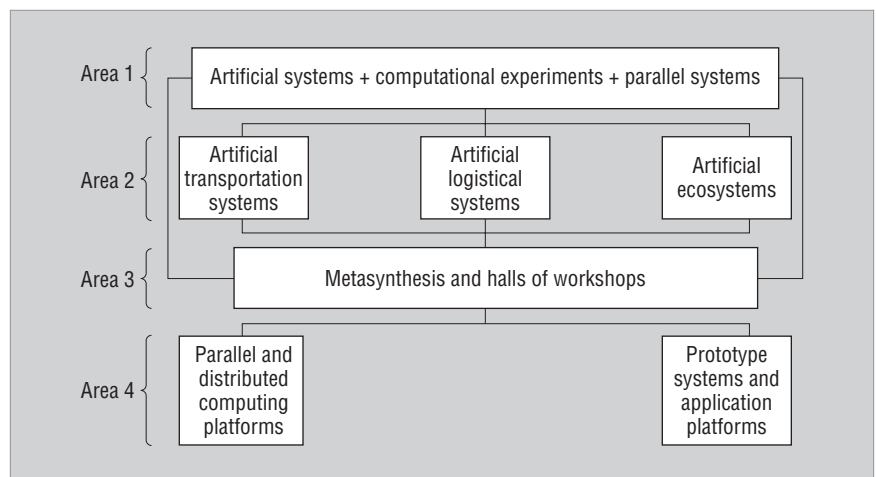 Area 1
Artificial systems + computational experiments + parallel systems
Area 2
Artificial
transportation
systems
Artificial
logistical
systems
Artificial
ecosystems
Area 3
Metasynthesis and halls of workshops
Area 4
Parallel and
distributed
computing
platforms
Prototype
systems and
application
platforms